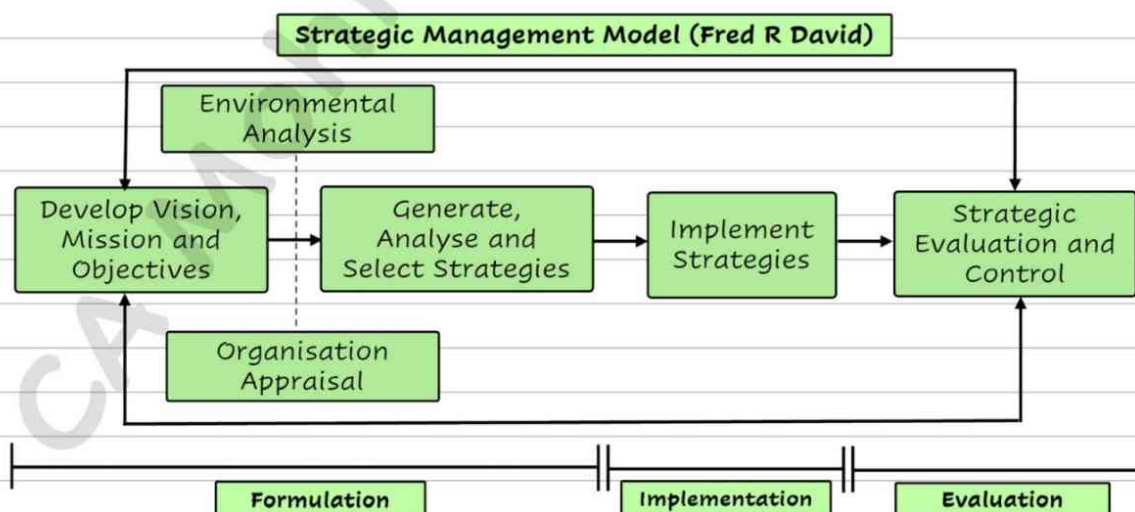 Strategic Management Model (Fred R David)
Environmental
Analysis
Develop Vision,
Mission and
Objectives
Generate,
Analyse and
Select Strategies
Implement
Strategies
Strategic
Evaluation and
Control
Organisation
Appraisal
Formulation
Implementation
Evaluation
CA